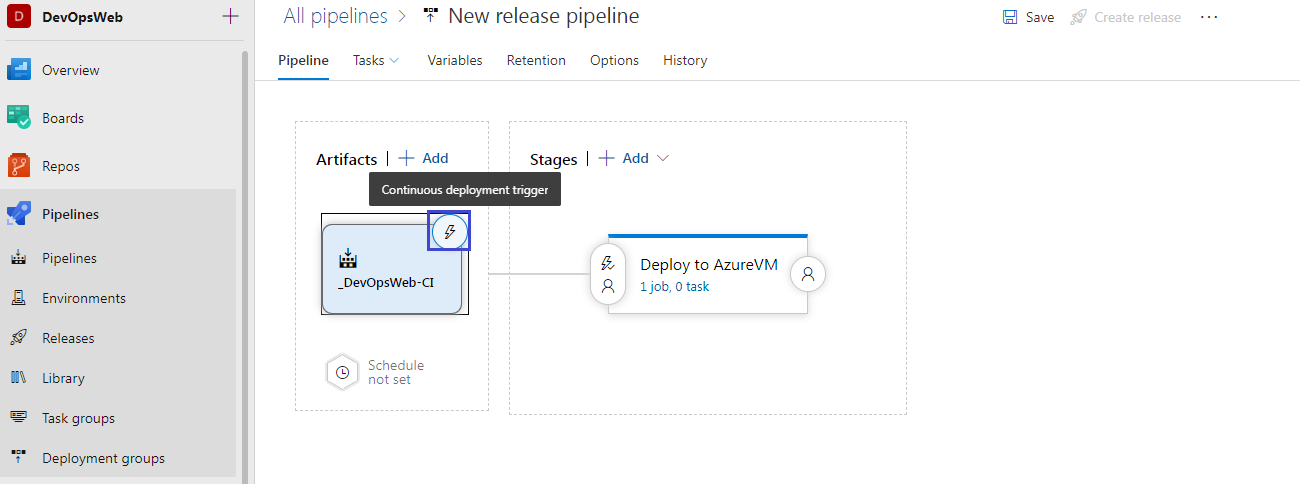 D DevOpsWeb
Overview
Boards
Repos
Pipelines
Pipelines
Environments
Releases
Library
Task groups
Deployment groups
All pipelines > New release pipeline
Save Create release ...
Pipeline Tasks Variables Retention Options History
Artifacts | + Add
Continuous deployment trigger
_DevOpsWeb-CI
Schedule
not set
Stages | + Add
Deploy to AzureVM
1 job, 0 task